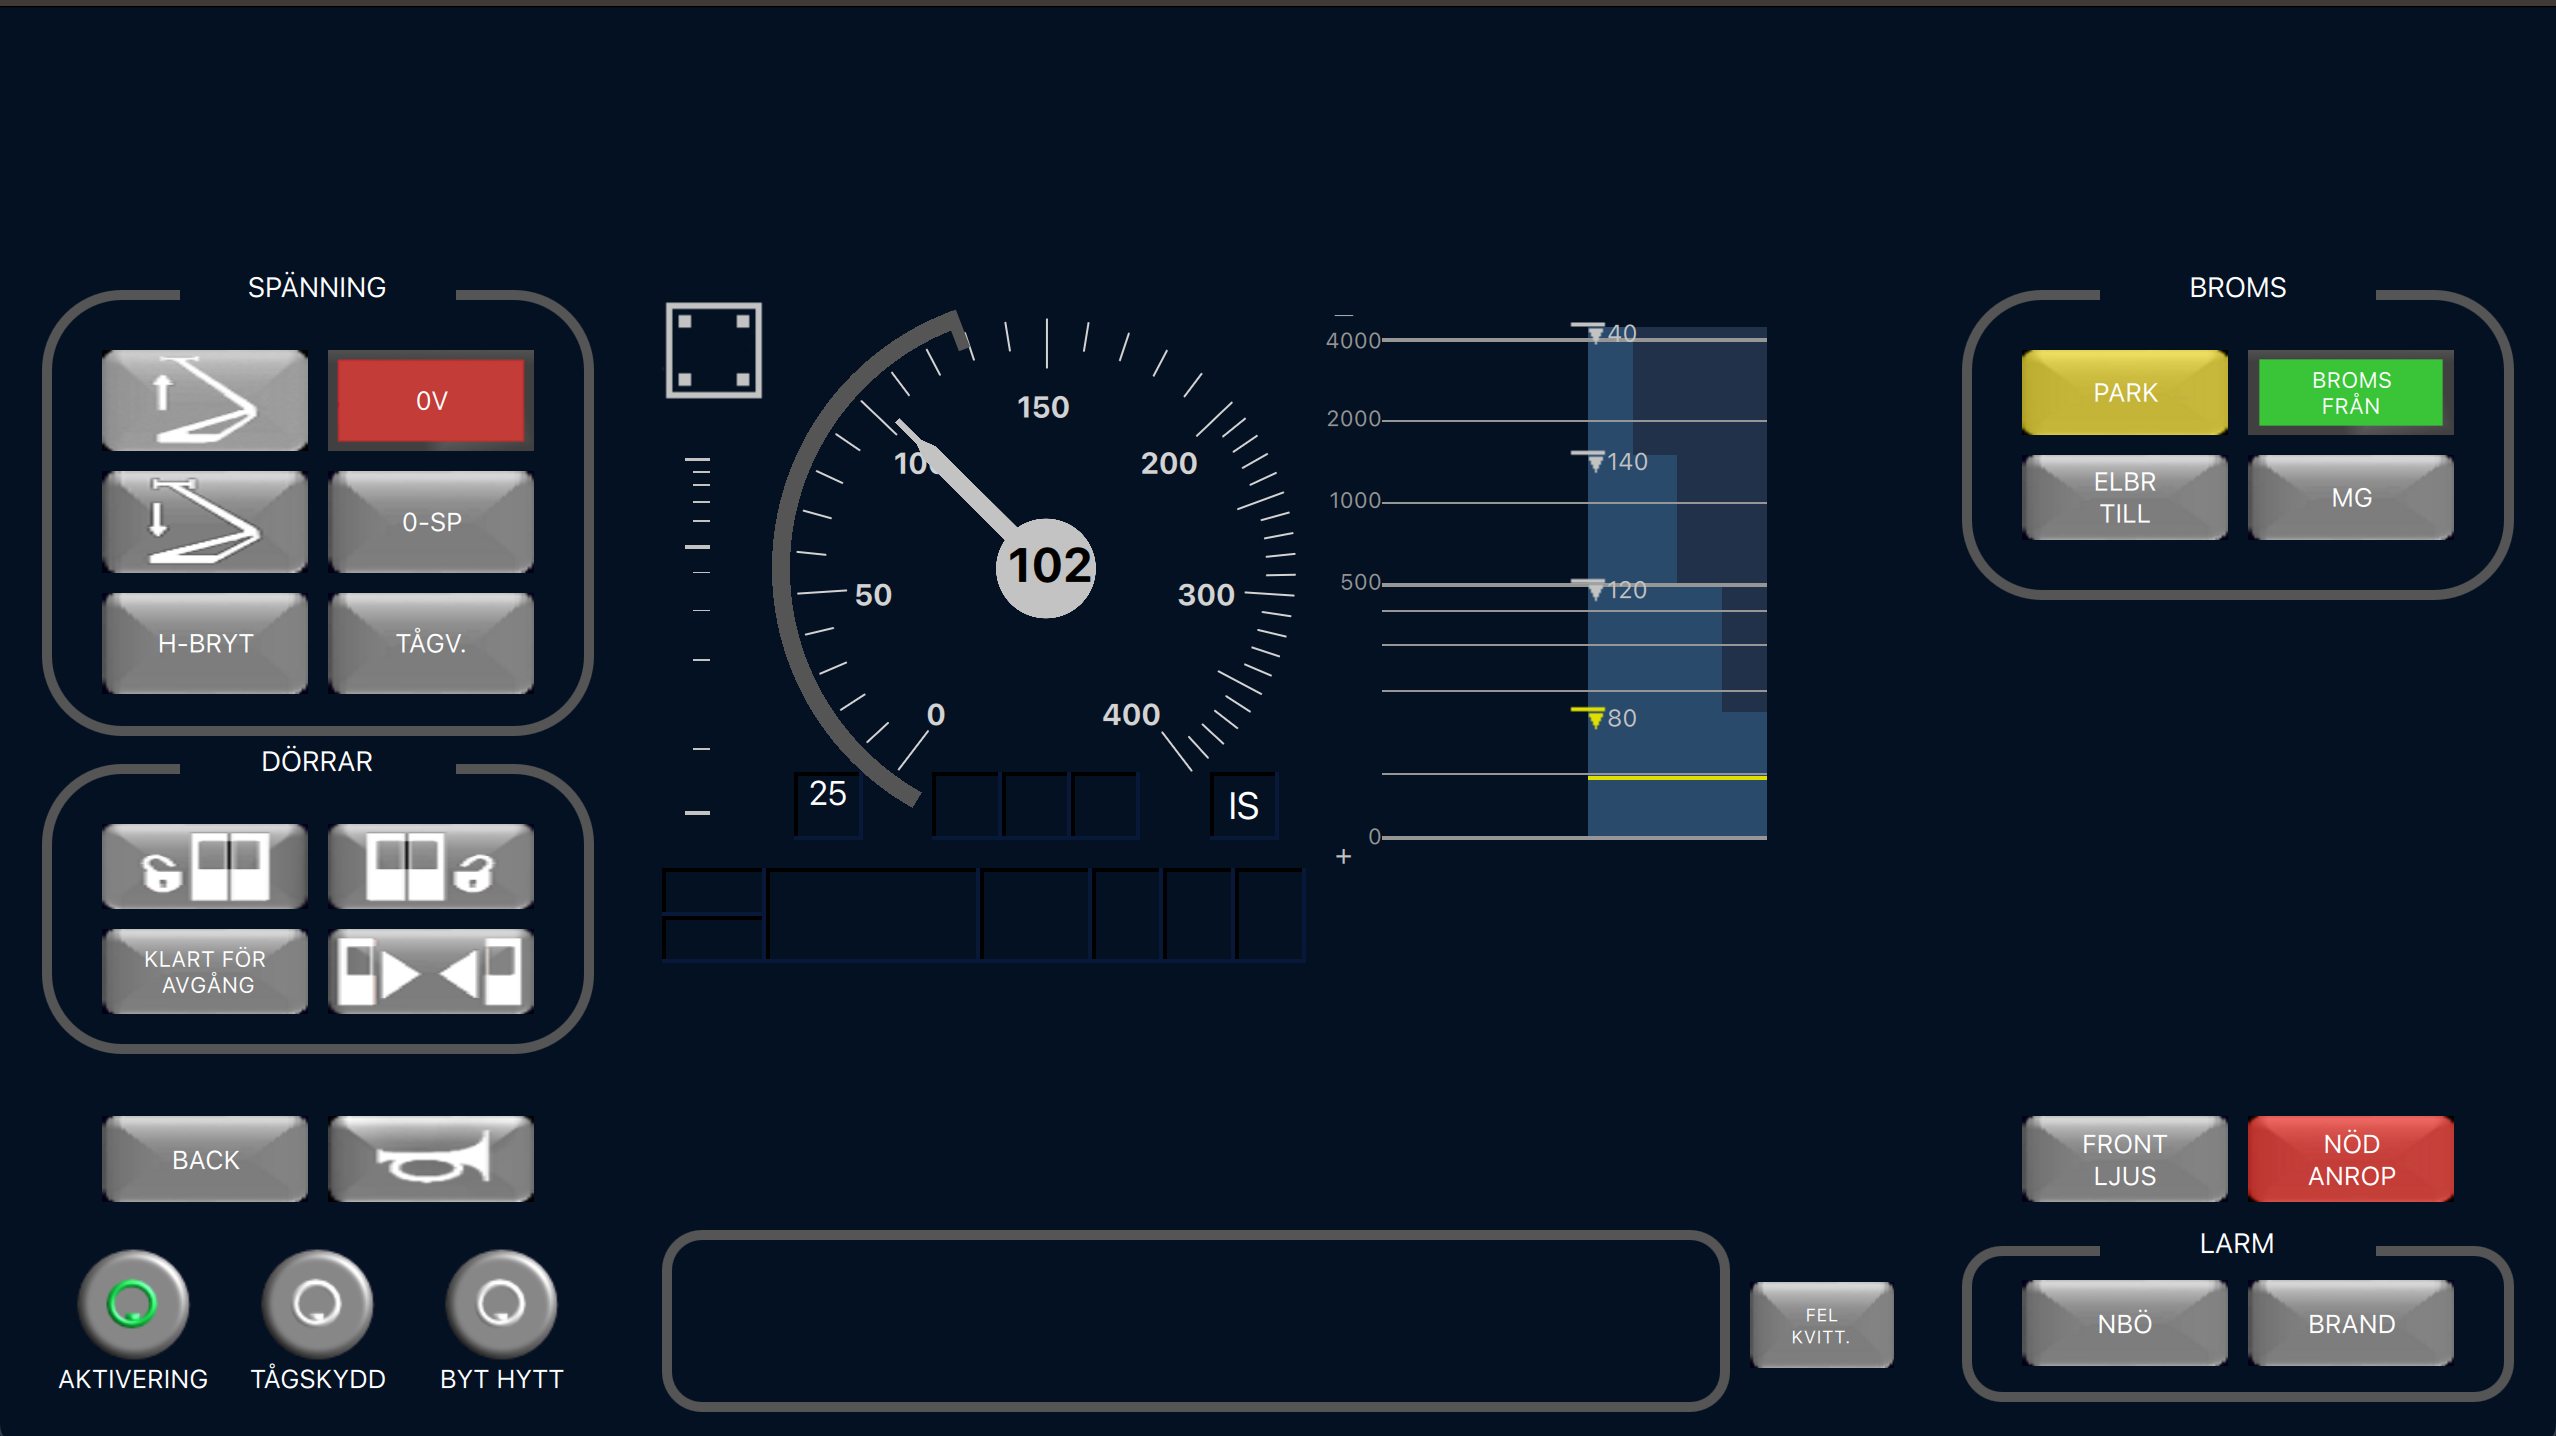 SPÄNNING
0V
0-SP
H-BRYT
TÅGV.
DÖRRAR
KLART FÖR
AVGÅNG
BACK
AKTIVERING
TÅGSKYDD
BYT HYTT
0
50
100
150
200
300
400
102
25
IS
4000
2000
1000
500
0
+
40
140
120
80
BROMS
PARK
BROMS
FRÅN
ELBR
TILL
MG
FRONT
LJUS
NÖD
ANROP
LARM
NBÖ
BRAND
FEL
KVITT.